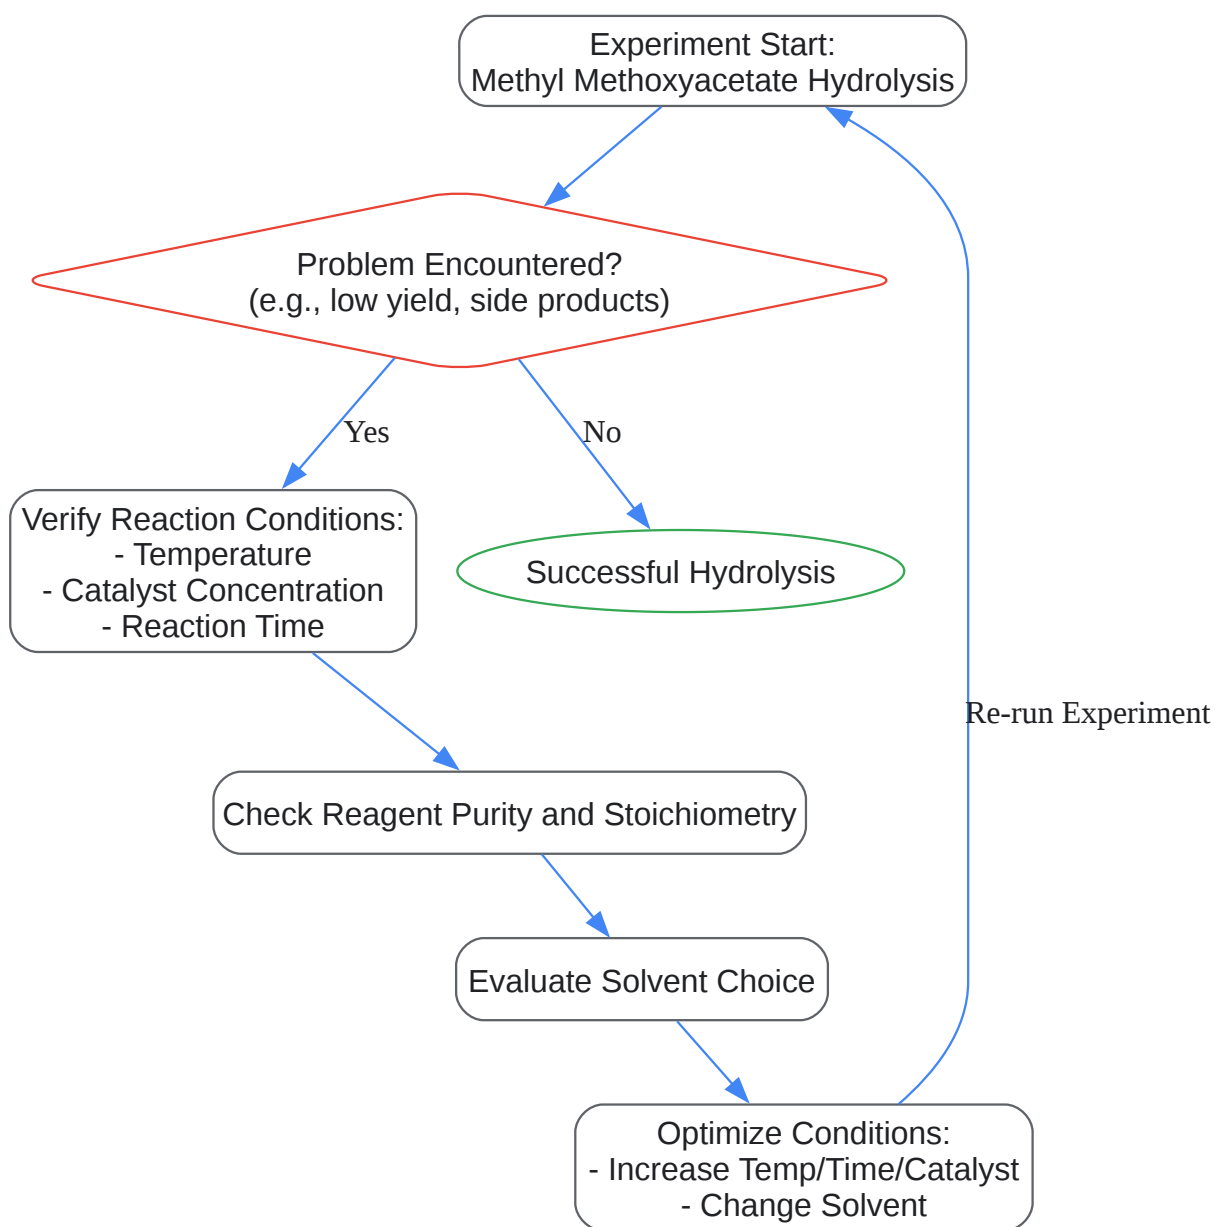 Experiment Start:
Methyl Methoxyacetate Hydrolysis
Problem Encountered?
(e.g., low yield, side products)
Yes
No
Verify Reaction Conditions:
- Temperature
- Catalyst Concentration
- Reaction Time
Successful Hydrolysis
Re-run Experiment
Check Reagent Purity and Stoichiometry
Evaluate Solvent Choice
Optimize Conditions:
- Increase Temp/Time/Catalyst
- Change Solvent